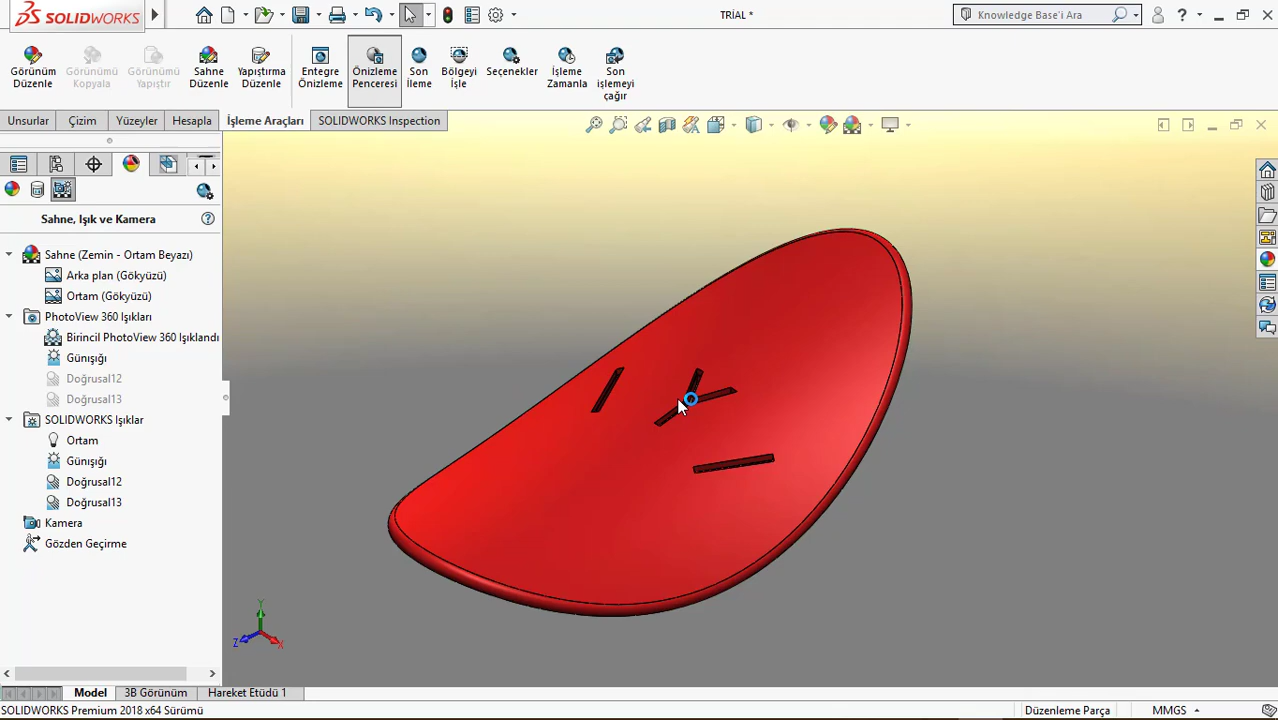 SOLIDWORKS
TRİAL *
Knowledge Base'i Ara
Görünüm Düzenle
Görünümü Kopyala
Görünümü Yapıştır
Sahne Düzenle
Yapıştırma Düzenle
Entegre Önizleme
Önizleme Penceresi
Son İleme
Bölgeyi İşle
Seçenekler
İşleme Zamanla
Son işlemeyi çağır
Unsurlar
Çizim
Yüzeyler
Hesapla
İşleme Araçları
SOLIDWORKS Inspection
Sahne, Işık ve Kamera
Sahne (Zemin - Ortam Beyazı)
Arka plan (Gökyüzü)
Ortam (Gökyüzü)
PhotoView 360 Işıkları
Birincil PhotoView 360 Işıklandı
Günışığı
Doğrusal12
Doğrusal13
SOLIDWORKS Işıklar
Ortam
Günışığı
Doğrusal12
Doğrusal13
Kamera
Gözden Geçirme
Y
Z
X
Model
3B Görünüm
Hareket Etüdü 1
SOLIDWORKS Premium 2018 x64 Sürümü
Düzenleme Parça
MMGS